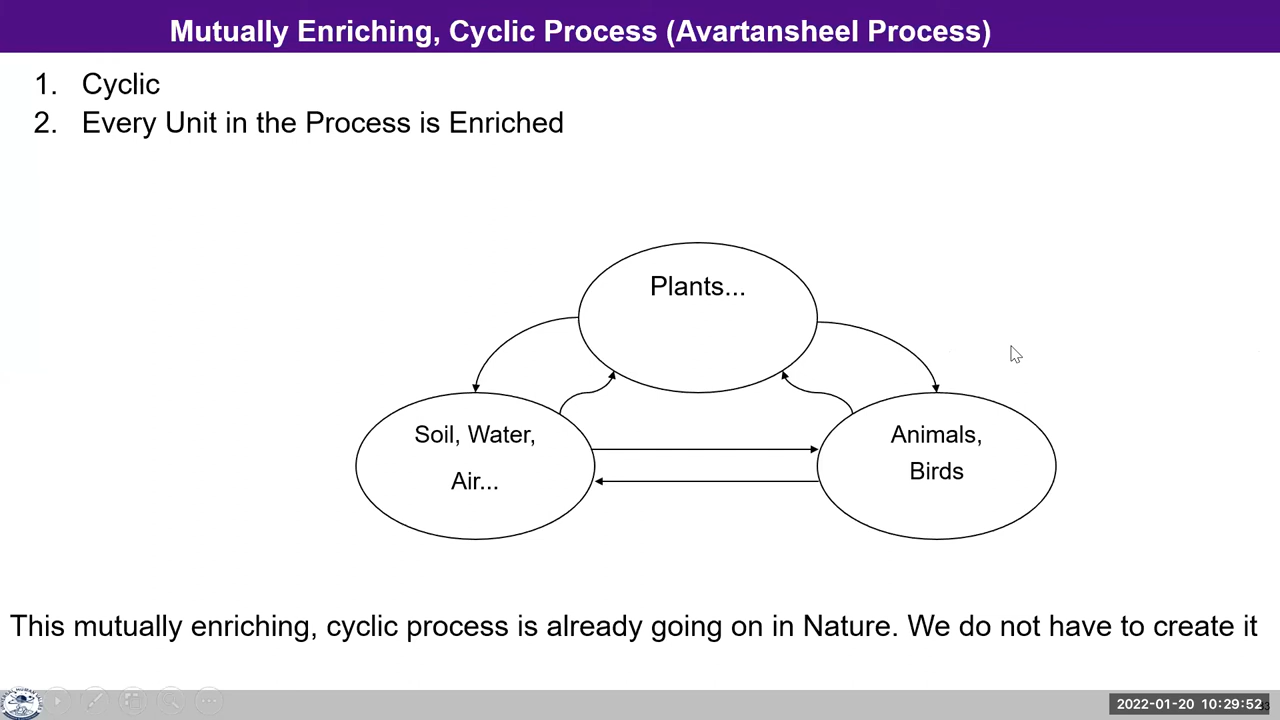 Mutually Enriching, Cyclic Process (Avartansheel Process)
1. Cyclic
2. Every Unit in the Process is Enriched
Plants...
Soil, Water,
Air...
Animals,
Birds
This mutually enriching, cyclic process is already going on in Nature. We do not have to create it
2022-01-20 10:29:52